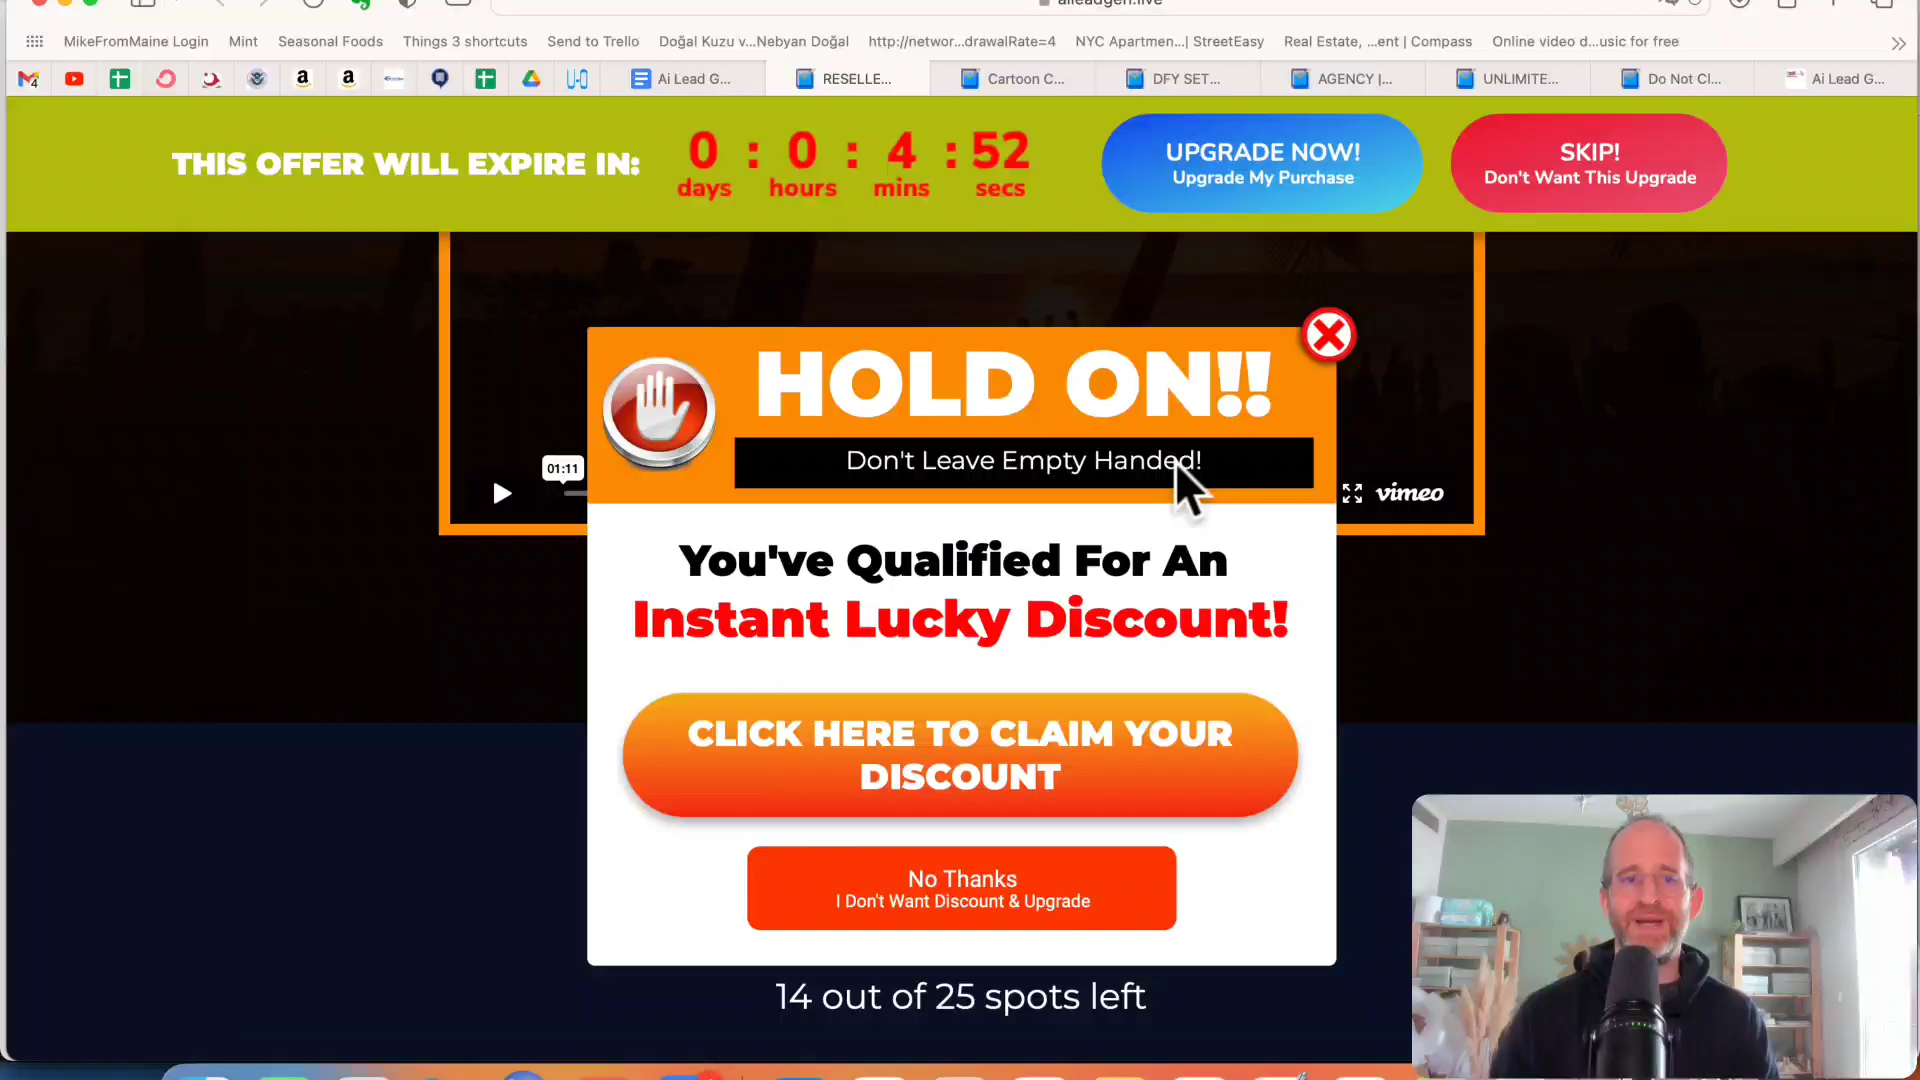 MikeFromMaine Login Mint Seasonal Foods Things 3 shortcuts Send to Trello Doğal Kuzu v...Nebyan Doğal http://networ...drawalRate=4 NYC Apartmen...| StreetEasy Real Estate, ...ent | Compass Online video d...usic for free
Ai Lead G... RESELLE... Cartoon C... DFY SET... AGENCY |... UNLIMITE... Do Not Cl... Ai Lead G...
THIS OFFER WILL EXPIRE IN:
0 : 0 : 4 : 52
days hours mins secs
UPGRADE NOW!
Upgrade My Purchase
SKIP!
Don't Want This Upgrade
HOLD ON!!
Don't Leave Empty Handed!
01:11
vimeo
You've Qualified For An
Instant Lucky Discount!
CLICK HERE TO CLAIM YOUR
DISCOUNT
No Thanks
I Don't Want Discount & Upgrade
14 out of 25 spots left